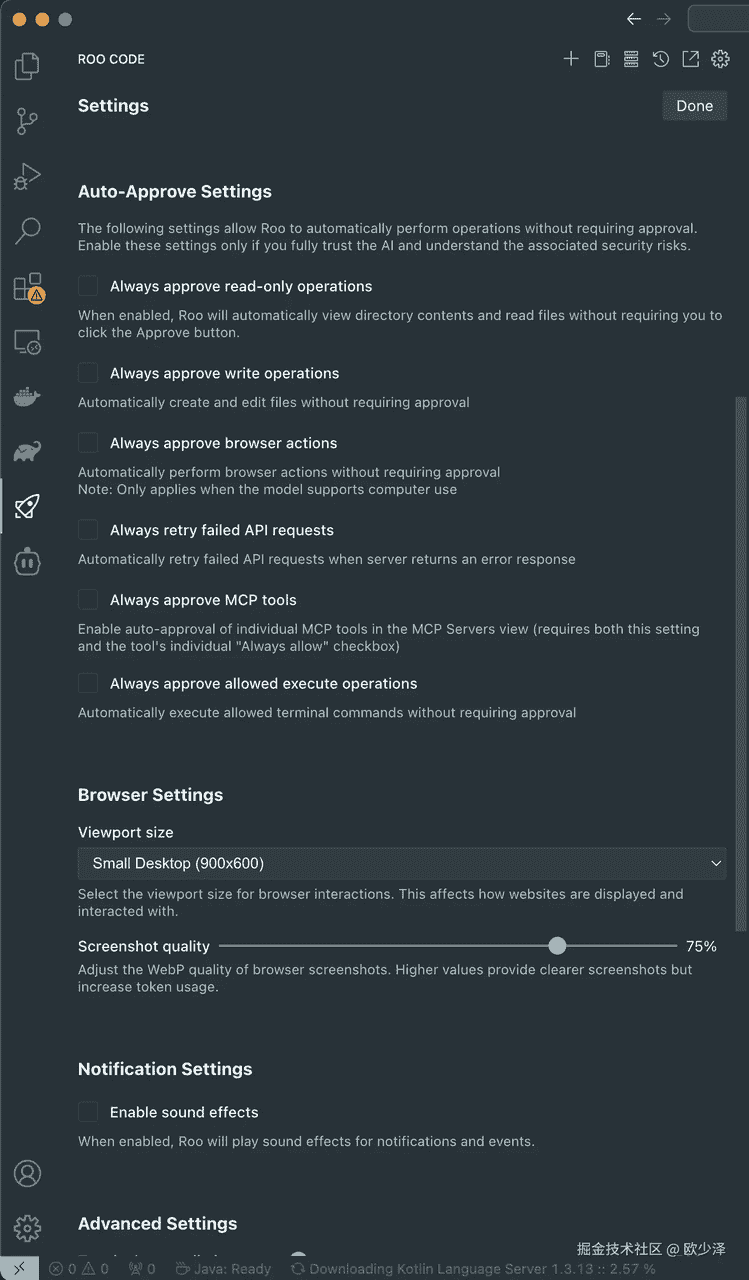 ROO CODE
Settings
Done
Auto-Approve Settings
The following settings allow Roo to automatically perform operations without requiring approval.
Enable these settings only if you fully trust the AI and understand the associated security risks.
Always approve read-only operations
When enabled, Roo will automatically view directory contents and read files without requiring you to
click the Approve button.
Always approve write operations
Automatically create and edit files without requiring approval
Always approve browser actions
Automatically perform browser actions without requiring approval
Note: Only applies when the model supports computer use
Always retry failed API requests
Automatically retry failed API requests when server returns an error response
Always approve MCP tools
Enable auto-approval of individual MCP tools in the MCP Servers view (requires both this setting
and the tool's individual "Always allow" checkbox)
Always approve allowed execute operations
Automatically execute allowed terminal commands without requiring approval
Browser Settings
Viewport size
Small Desktop (900x600)
Select the viewport size for browser interactions. This affects how websites are displayed and
interacted with.
Screenshot quality 75%
Adjust the WebP quality of browser screenshots. Higher values provide clearer screenshots but
increase token usage.
Notification Settings
Enable sound effects
When enabled, Roo will play sound effects for notifications and events.
Advanced Settings
掘金技术社区 @ 欧少泽
0 0 0 Java: Ready Downloading Kotlin Language Server 1.3.13 :: 2.57 %